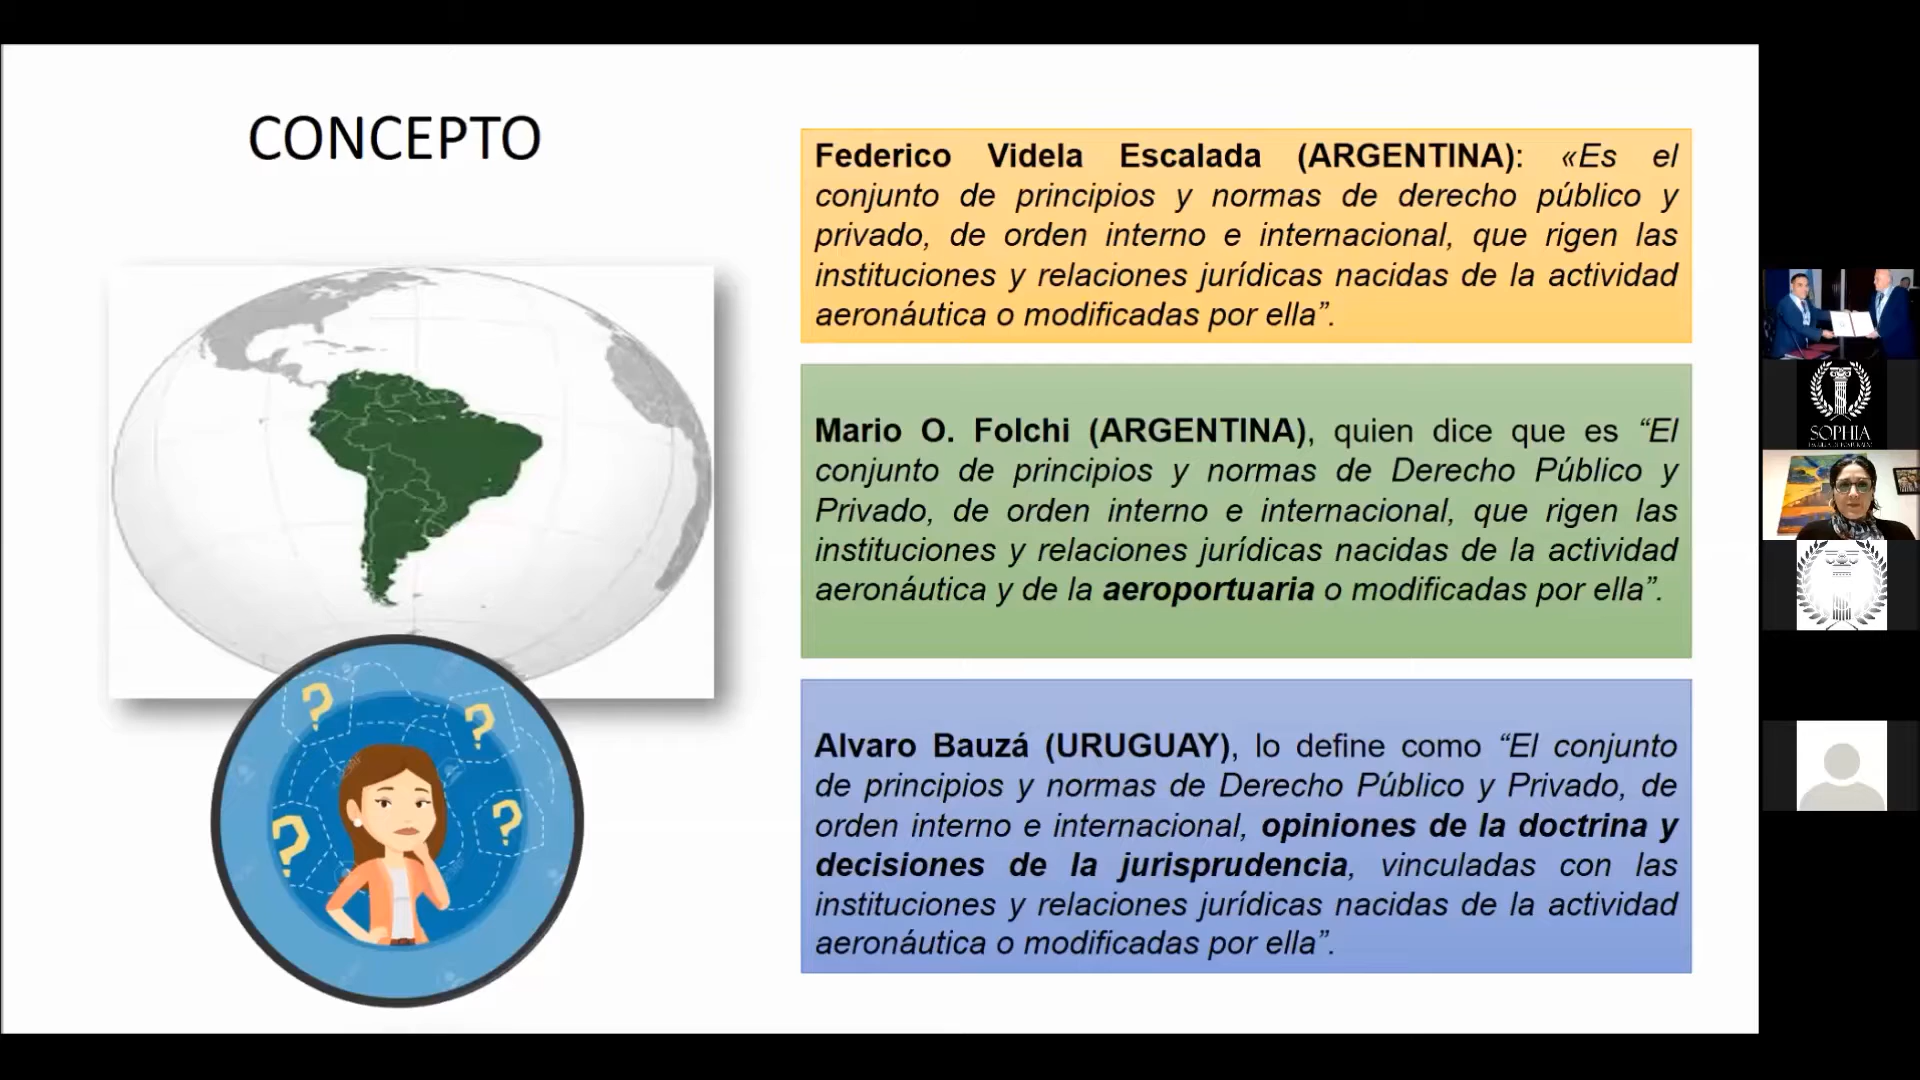 CONCEPTO
Federico Videla Escalada (ARGENTINA): «Es el
conjunto de principios y normas de derecho público y
privado, de orden interno e internacional, que rigen las
instituciones y relaciones jurídicas nacidas de la actividad
aeronáutica o modificadas por ella”.
Mario O. Folchi (ARGENTINA), quien dice que es “El
conjunto de principios y normas de Derecho Público y
Privado, de orden interno e internacional, que rigen las
instituciones y relaciones jurídicas nacidas de la actividad
aeronáutica y de la aeroportuaria o modificadas por ella”.
Alvaro Bauzá (URUGUAY), lo define como “El conjunto
de principios y normas de Derecho Público y Privado, de
orden interno e internacional, opiniones de la doctrina y
decisiones de la jurisprudencia, vinculadas con las
instituciones y relaciones jurídicas nacidas de la actividad
aeronáutica o modificadas por ella”.
? ? ? ?
SOPHIA